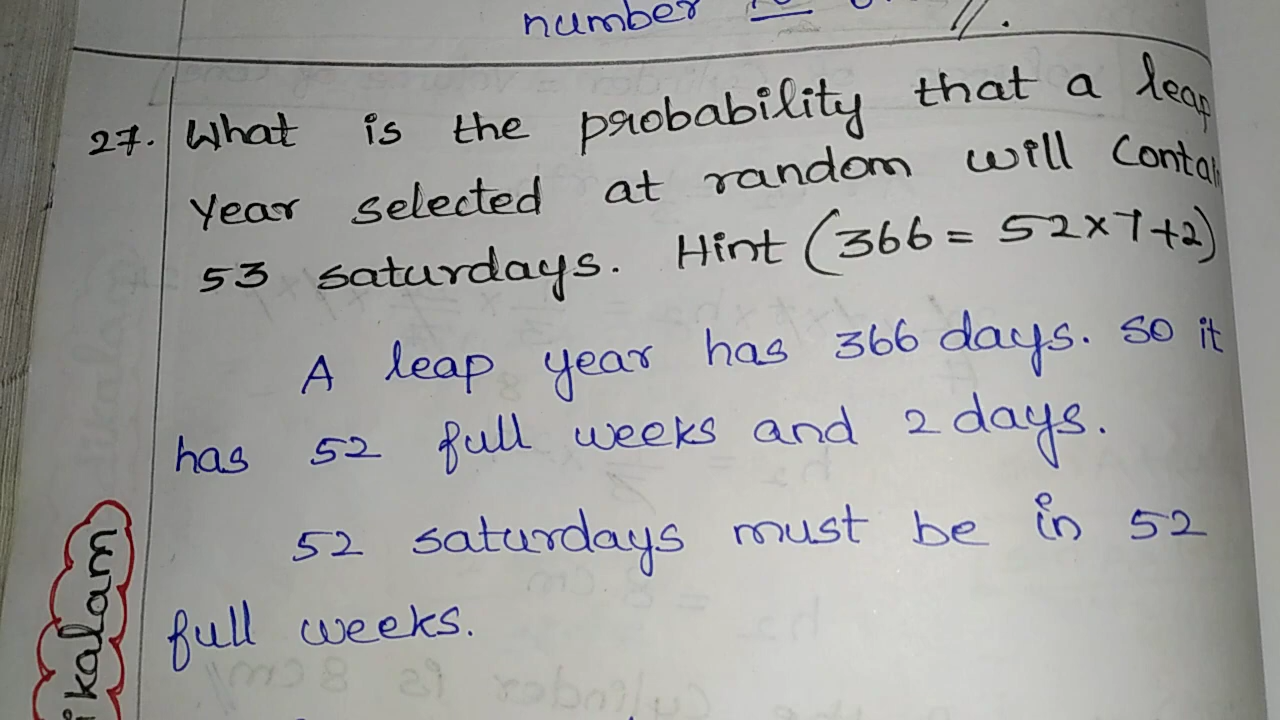 number
27. What is the probability that a leap
Year selected at random will contai
53 saturdays. Hint (366 = 52×7+2)
A leap year has 366 days. so it
has 52 full weeks and 2 days.
52 saturdays must be in 52
full weeks.
ikalam